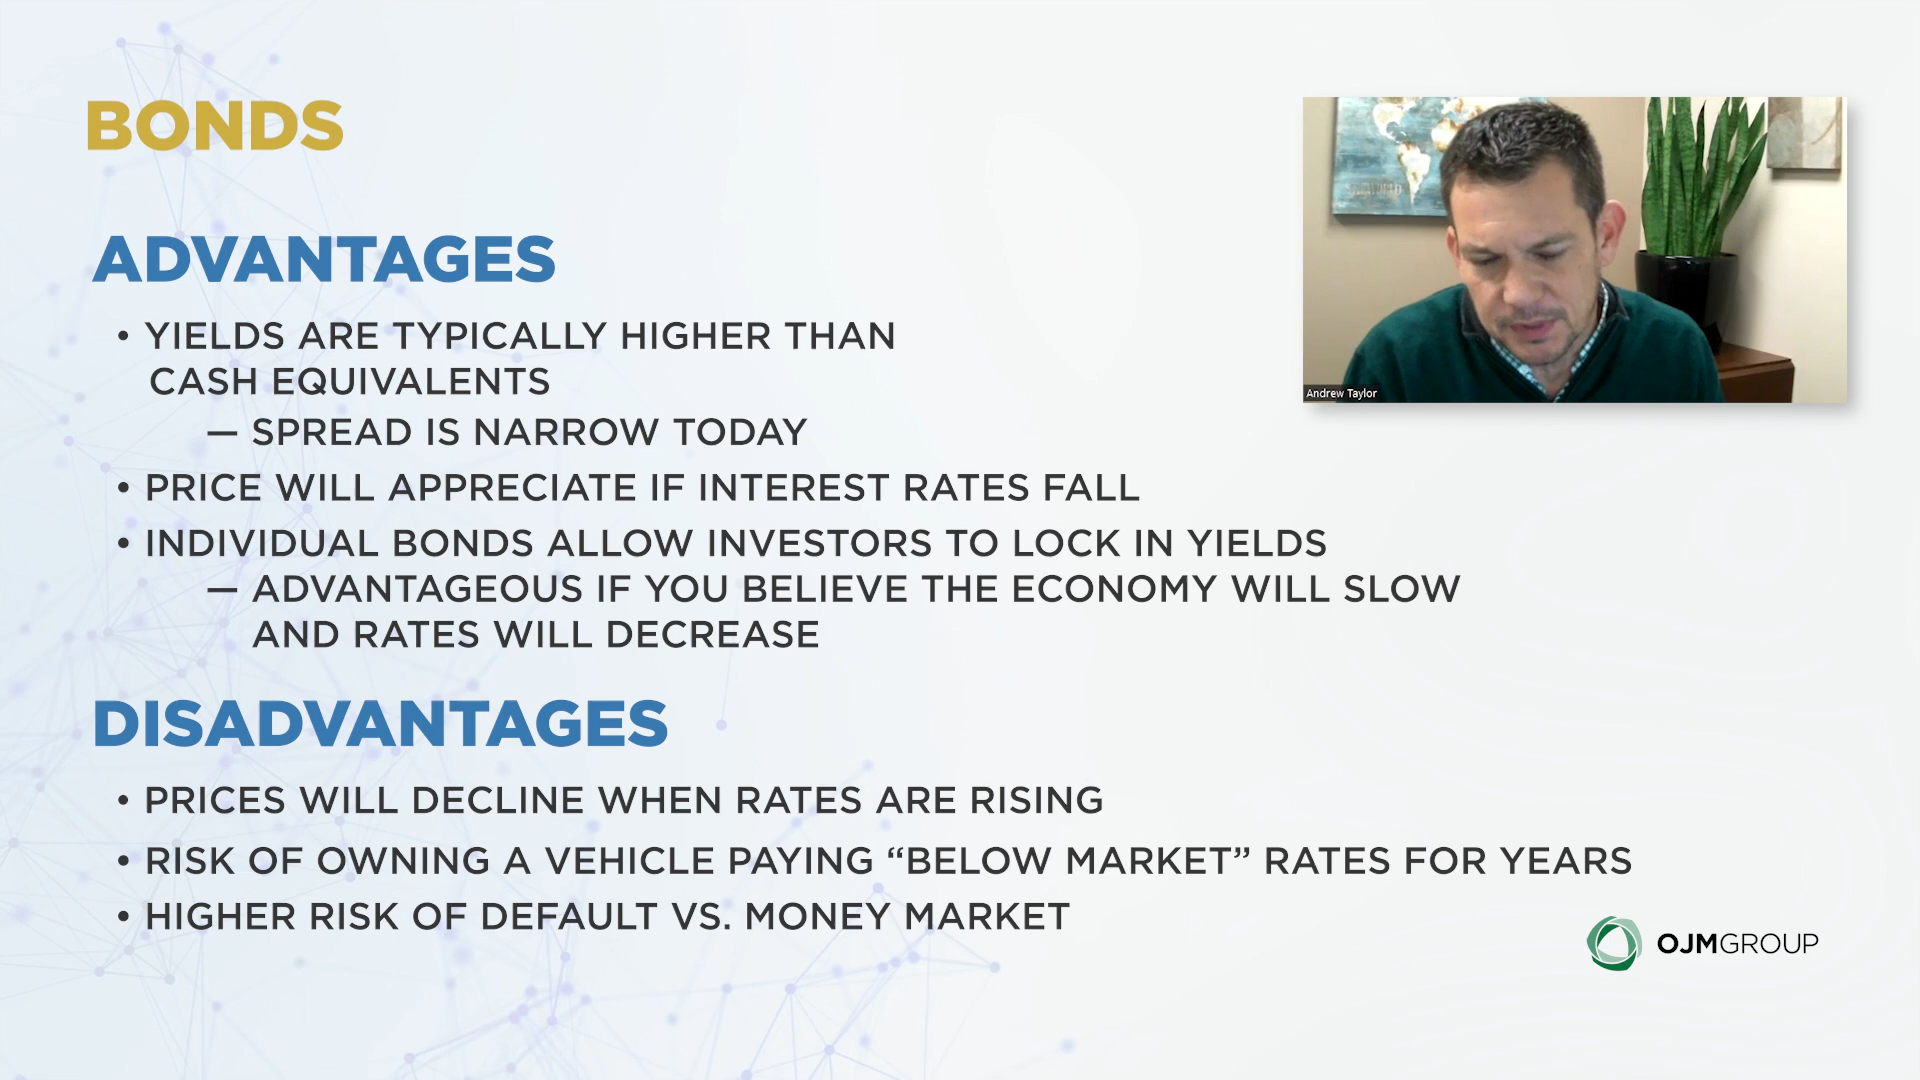 BONDS
ADVANTAGES
• YIELDS ARE TYPICALLY HIGHER THAN
CASH EQUIVALENTS
— SPREAD IS NARROW TODAY
• PRICE WILL APPRECIATE IF INTEREST RATES FALL
• INDIVIDUAL BONDS ALLOW INVESTORS TO LOCK IN YIELDS
— ADVANTAGEOUS IF YOU BELIEVE THE ECONOMY WILL SLOW
AND RATES WILL DECREASE
DISADVANTAGES
• PRICES WILL DECLINE WHEN RATES ARE RISING
• RISK OF OWNING A VEHICLE PAYING “BELOW MARKET” RATES FOR YEARS
• HIGHER RISK OF DEFAULT VS. MONEY MARKET
Andrew Taylor
OJMGROUP